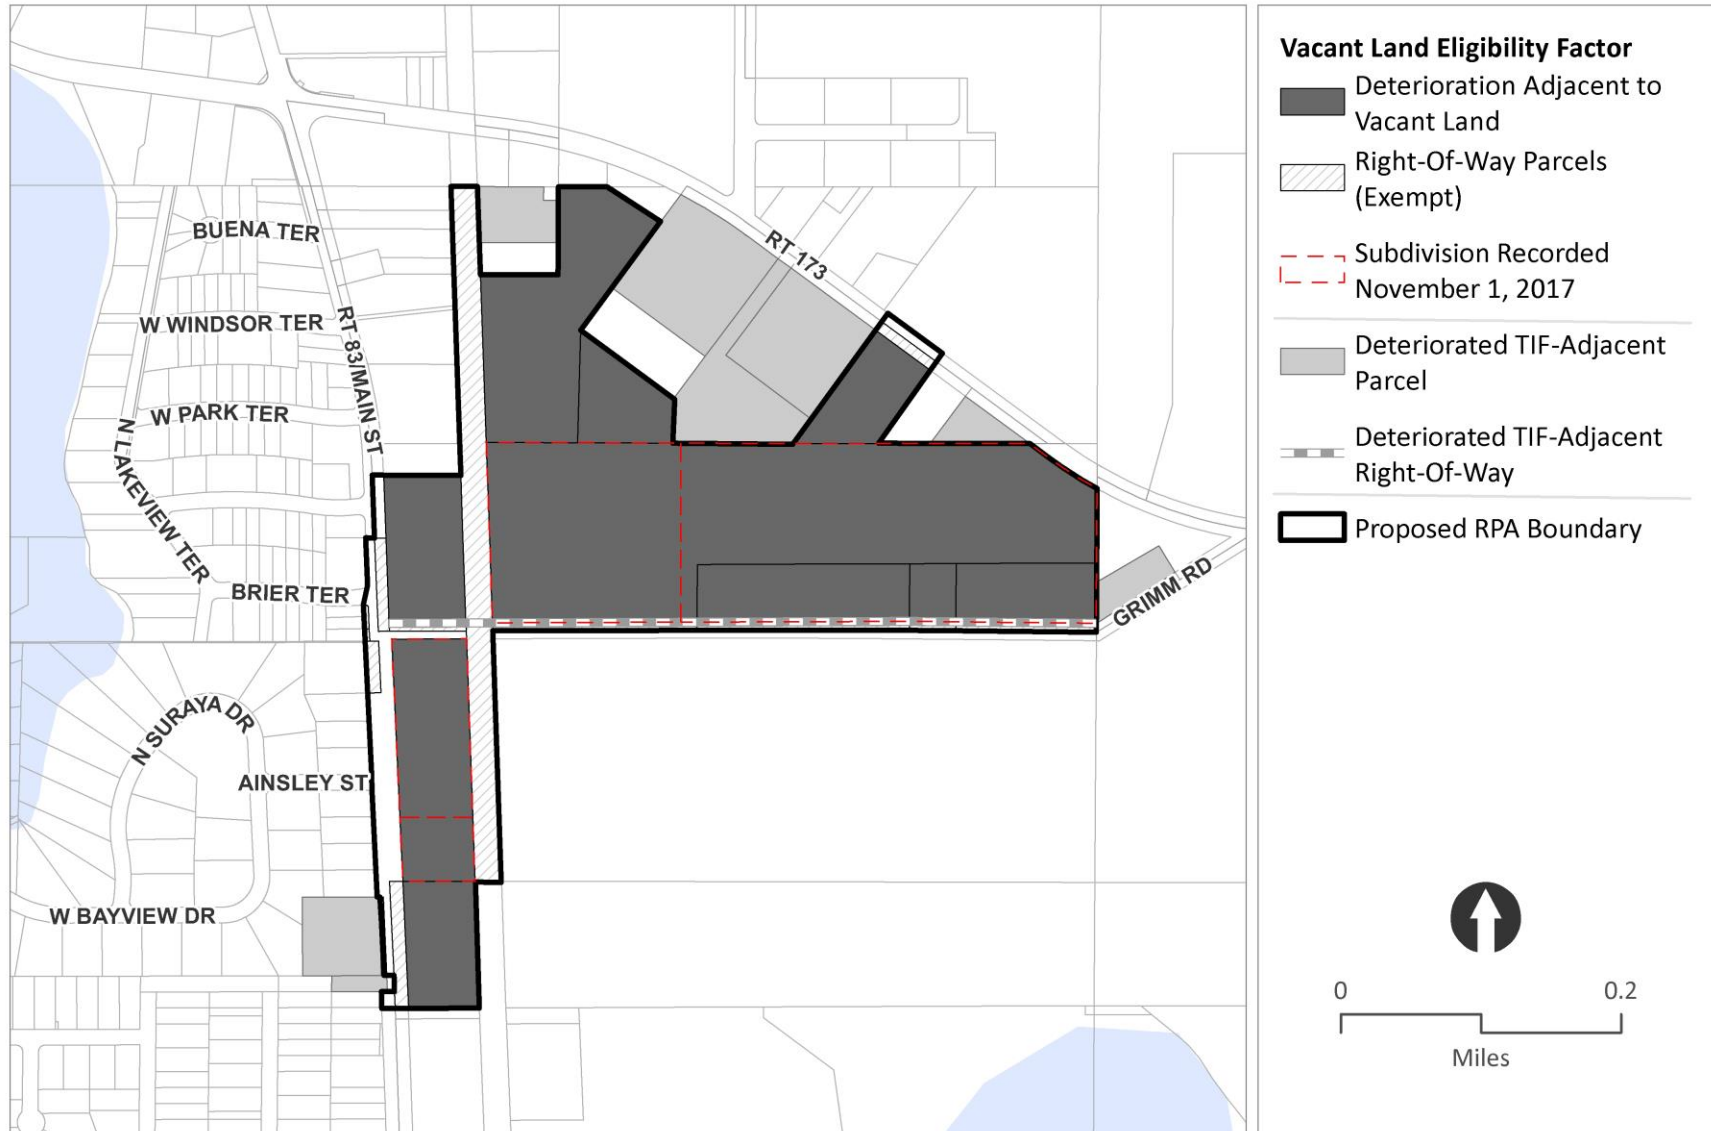 BUENA TER
W WINDSOR TER
RT 83/MAIN ST
W PARK TER
N LAKEVIEW TER
BRIER TER
RT 173
GRIMM RD
N SURAYA DR
AINSLEY ST
W BAYVIEW DR
Vacant Land Eligibility Factor
Deterioration Adjacent to
Vacant Land
Right-Of-Way Parcels
(Exempt)
Subdivision Recorded
November 1, 2017
Deteriorated TIF-Adjacent
Parcel
Deteriorated TIF-Adjacent
Right-Of-Way
Proposed RPA Boundary
0 0.2
Miles